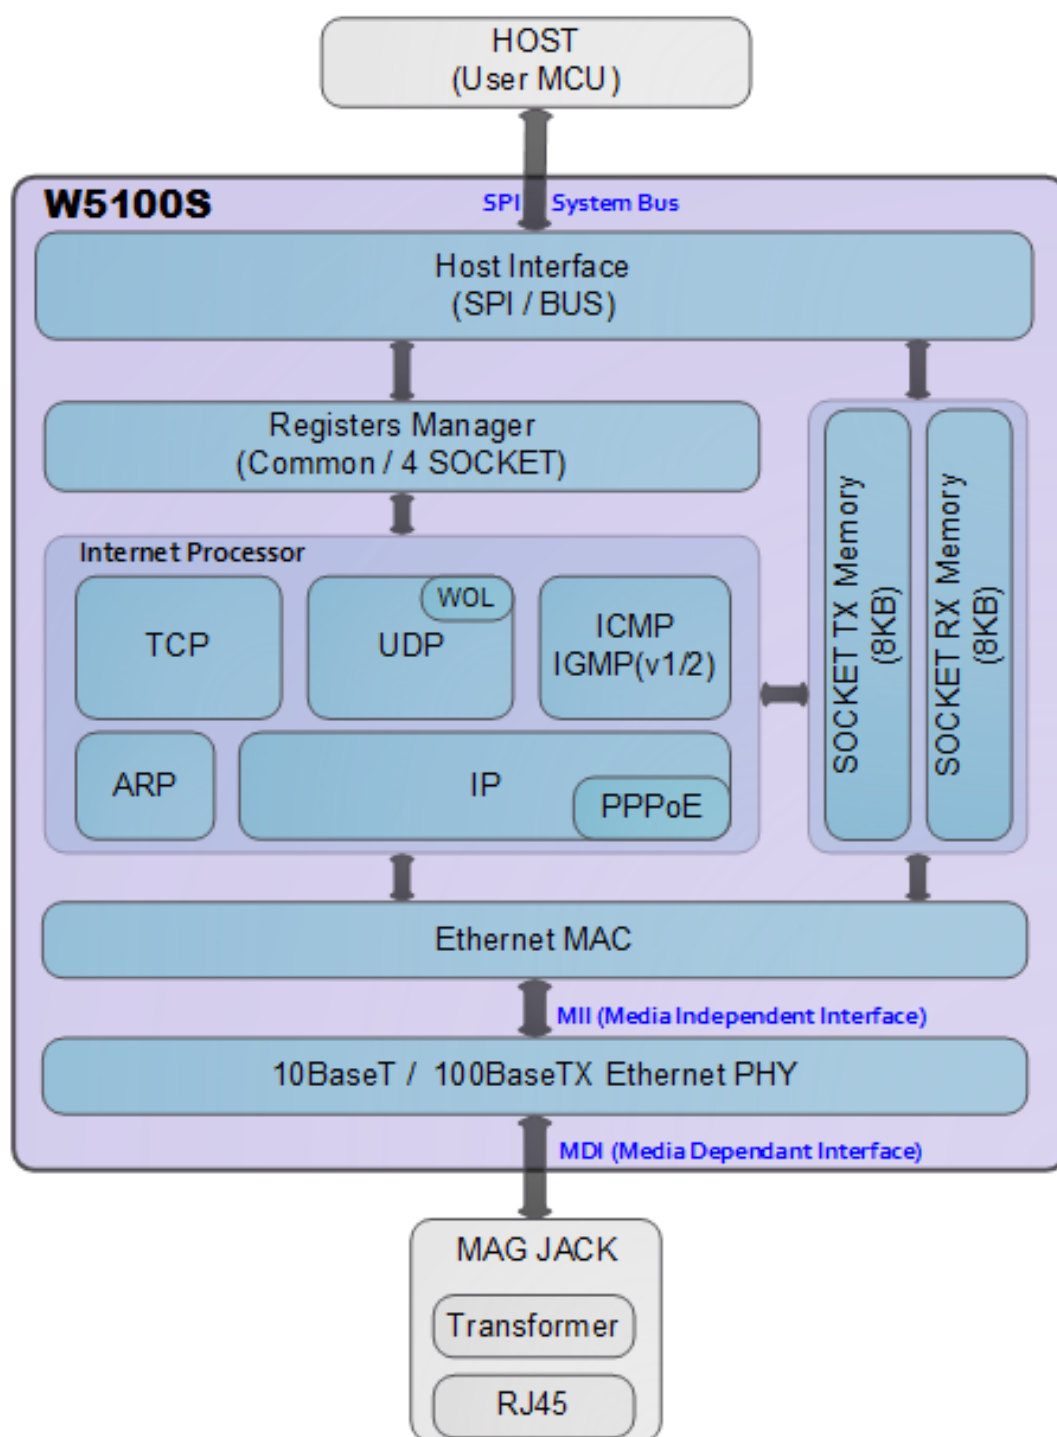 HOST
(User MCU)
W5100S
SPI System Bus
Host Interface
(SPI / BUS)
Registers Manager
(Common / 4 SOCKET)
Internet Processor
TCP
UDP
WOL
ICMP
IGMP(v1/2)
ARP
IP
PPPoE
SOCKET TX Memory
(8KB)
SOCKET RX Memory
(8KB)
Ethernet MAC
MII (Media Independent Interface)
10BaseT / 100BaseTX Ethernet PHY
MDI (Media Dependant Interface)
MAG JACK
Transformer
RJ45